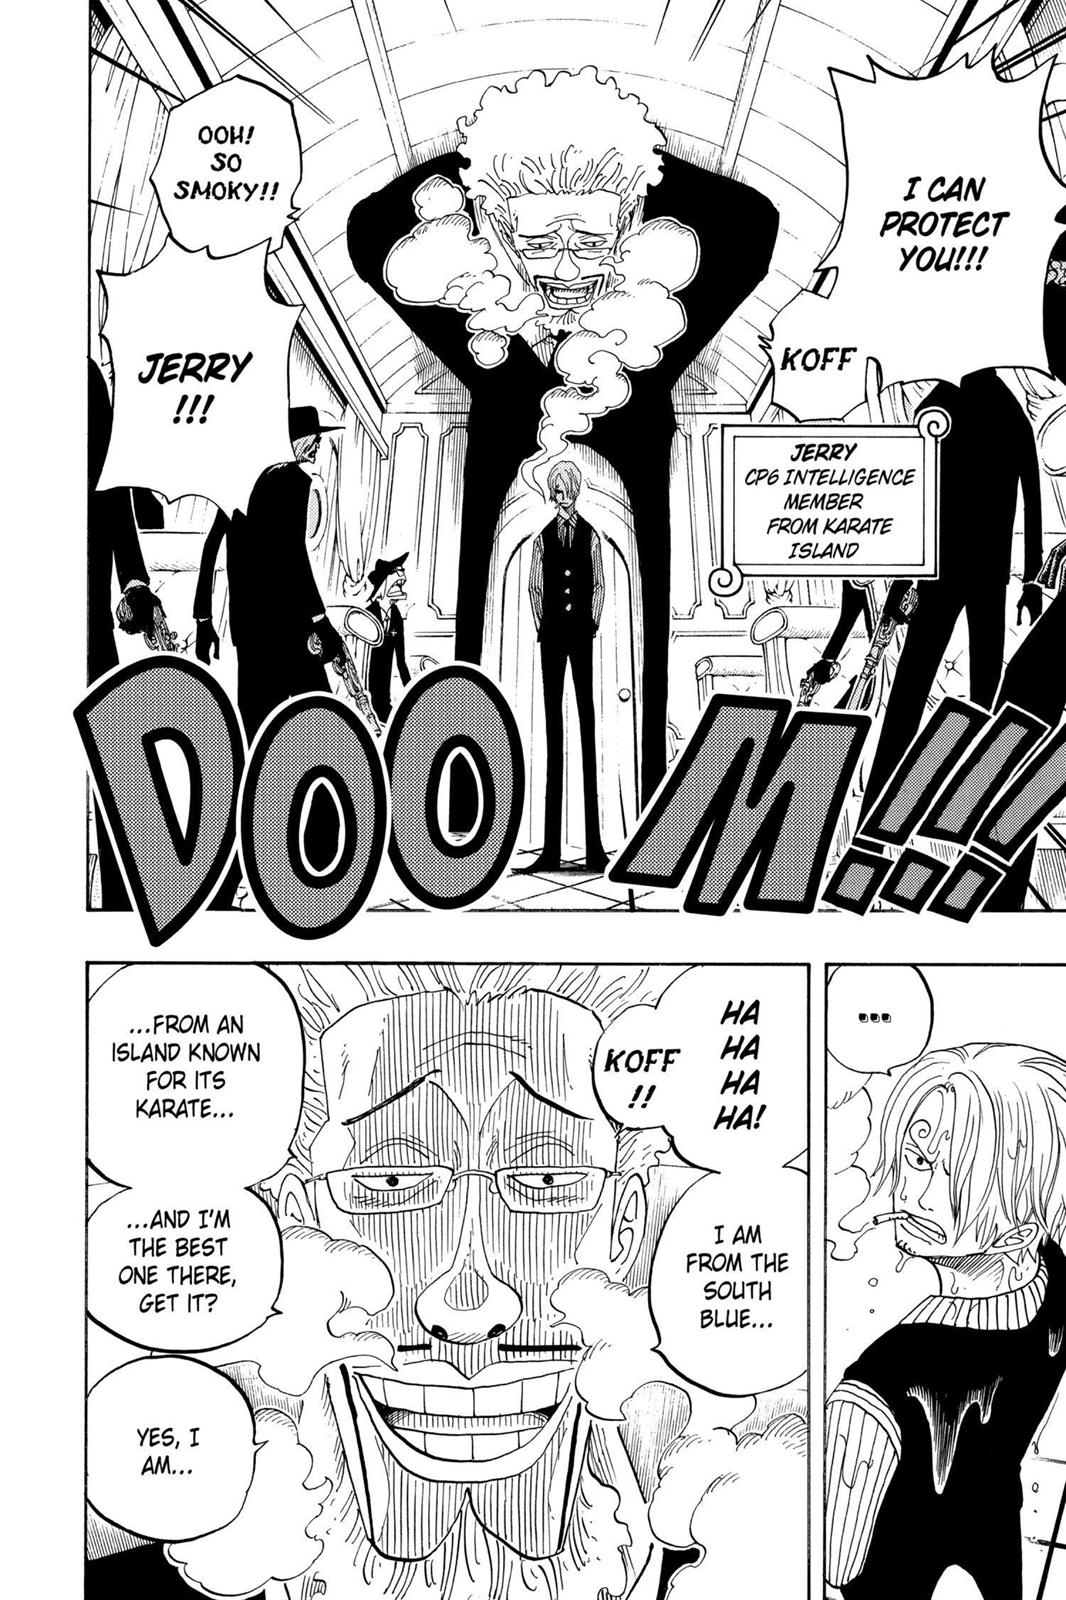 I CAN
PROTECT
YOU!!!
KOFF
OOH!
SO
SMOKY!!
JERRY
!!!
JERRY
CP6 INTELLIGENCE
MEMBER
FROM KARATE
ISLAND
DOOM!!!
...
HA
HA
HA
HA!
KOFF
!!
I AM
FROM THE
SOUTH
BLUE...
...FROM AN
ISLAND KNOWN
FOR ITS
KARATE...
...AND I'M
THE BEST
ONE THERE,
GET IT?
YES, I
AM...